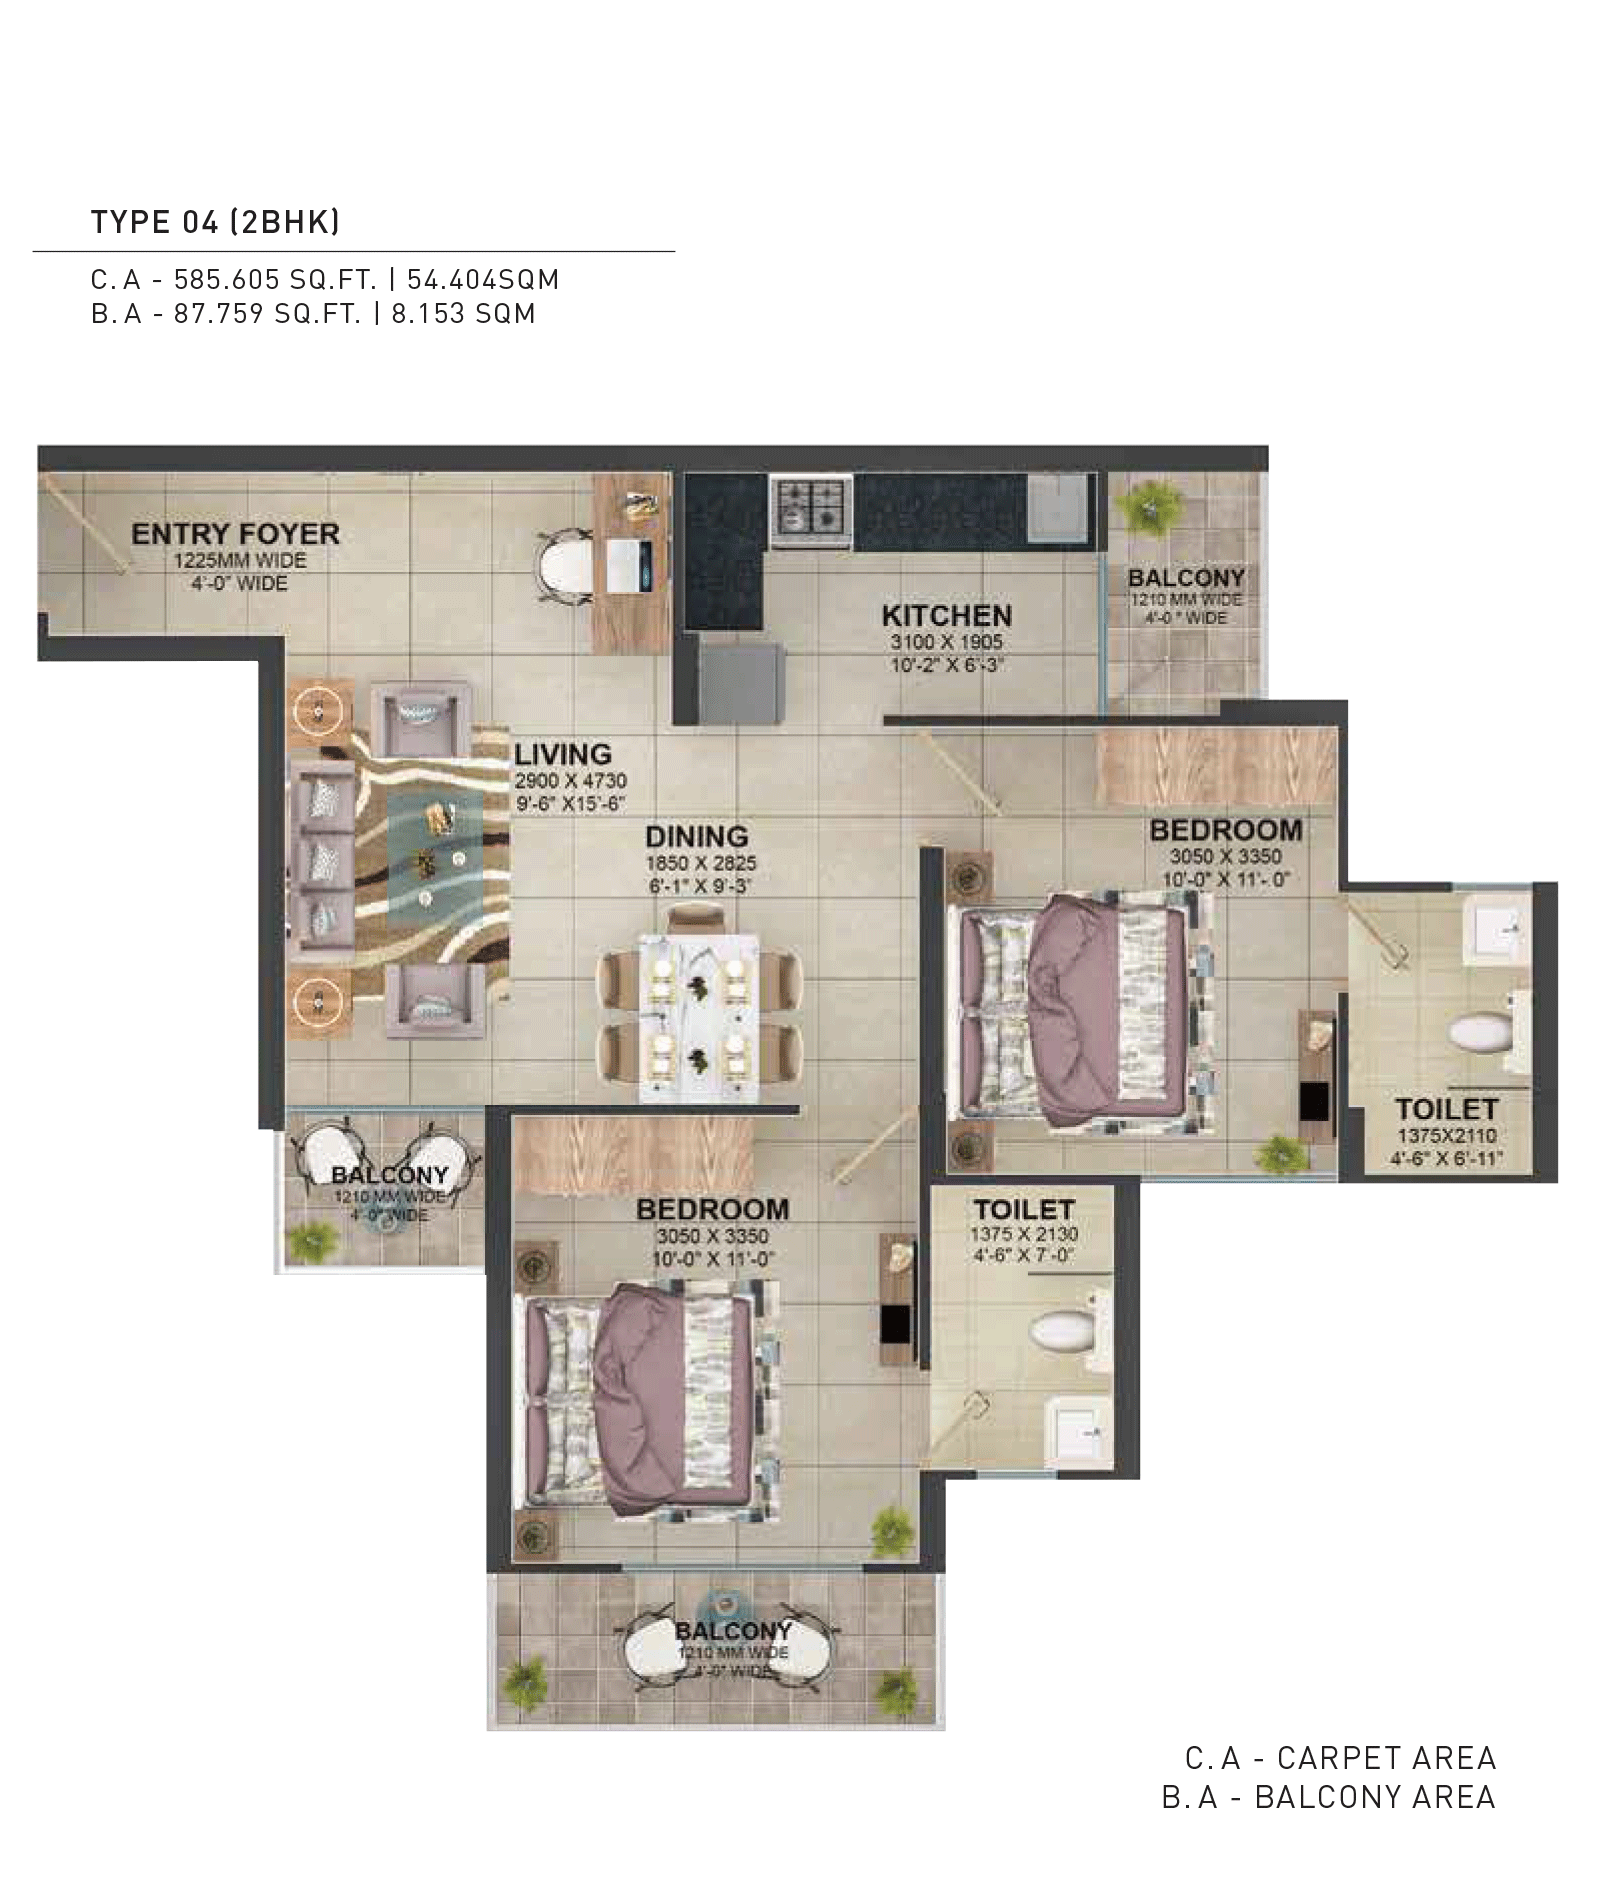 TYPE 04 (2BHK)
C.A - 585.605 SQ.FT. | 54.404SQM
B.A - 87.759 SQ.FT. | 8.153 SQM
ENTRY FOYER
1225MM WIDE
4'-0" WIDE
KITCHEN
3100 X 1905
10'-2" X 6'-3"
BALCONY
1210 MM WIDE
4'-0" WIDE
LIVING
2900 X 4730
9'-6" X15'-6"
DINING
1850 X 2825
6'-1" X 9'-3"
BEDROOM
3050 X 3350
10'-0" X 11'-0"
TOILET
1375X2110
4'-6" X 6'-11"
BALCONY
1210 MM WIDE
4'-0" WIDE
BEDROOM
3050 X 3350
10'-0" X 11'-0"
TOILET
1375 X 2130
4'-6" X 7'-0"
BALCONY
1210 MM WIDE
4'-0" WIDE
C.A - CARPET AREA
B.A - BALCONY AREA